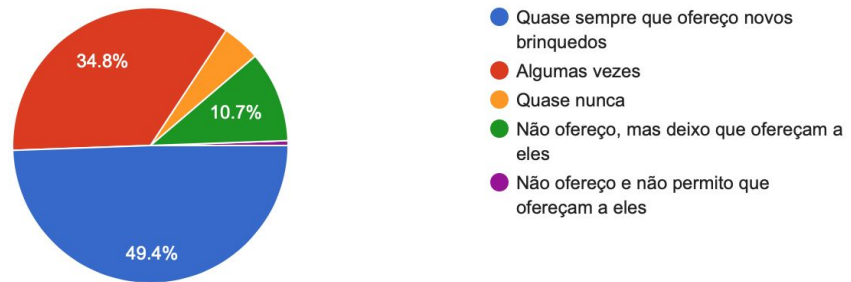 34.8%
10.7%
49.4%
Quase sempre que ofereço novos
brinquedos
Algumas vezes
Quase nunca
Não ofereço, mas deixo que ofereçam a
eles
Não ofereço e não permito que
ofereçam a eles